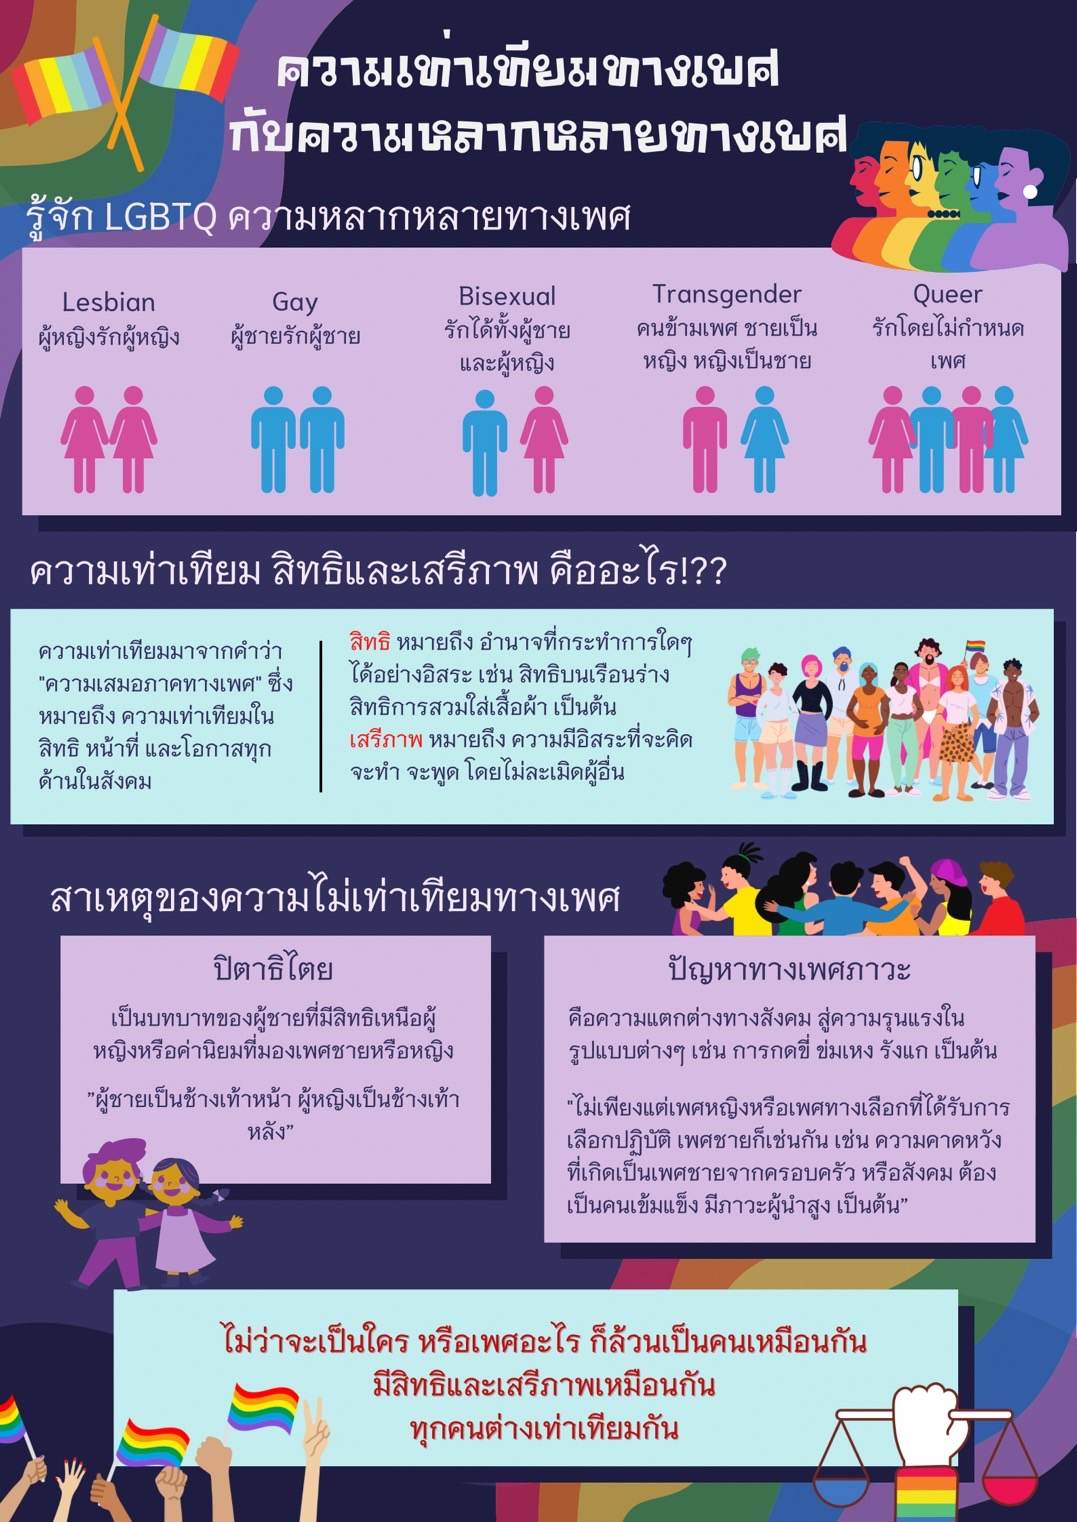 ความเท่าเทียมทางเพศ
กับความหลากหลายทางเพศ
รู้จัก LGBTQ ความหลากหลายทางเพศ
Lesbian
ผู้หญิงรักผู้หญิง
Gay
ผู้ชายรักผู้ชาย
Bisexual
รักได้ทั้งผู้ชาย
และผู้หญิง
Transgender
คนข้ามเพศ ชายเป็น
หญิง หญิงเป็นชาย
Queer
รักโดยไม่กำหนด
เพศ
ความเท่าเทียม สิทธิและเสรีภาพ คืออะไร!??
ความเท่าเทียมมาจากคำว่า
"ความเสมอภาคทางเพศ" ซึ่ง
หมายถึง ความเท่าเทียมใน
สิทธิ หน้าที่ และโอกาสทุก
ด้านในสังคม
สิทธิ หมายถึง อำนาจที่กระทำการใดๆ
ได้อย่างอิสระ เช่น สิทธิบนเรือนร่าง
สิทธิการสวมใส่เสื้อผ้า เป็นต้น
เสรีภาพ หมายถึง ความมีอิสระที่จะคิด
จะทำ จะพูด โดยไม่ละเมิดผู้อื่น
สาเหตุของความไม่เท่าเทียมทางเพศ
ปิตาธิไตย
เป็นบทบาทของผู้ชายที่มีสิทธิเหนือผู้
หญิงหรือค่านิยมที่มองเพศชายหรือหญิง
”ผู้ชายเป็นช้างเท้าหน้า ผู้หญิงเป็นช้างเท้า
หลัง”
ปัญหาทางเพศภาวะ
คือความแตกต่างทางสังคม สู่ความรุนแรงใน
รูปแบบต่างๆ เช่น การกดขี่ ข่มเหง รังแก เป็นต้น
"ไม่เพียงแต่เพศหญิงหรือเพศทางเลือกที่ได้รับการ
เลือกปฏิบัติ เพศชายก็เช่นกัน เช่น ความคาดหวัง
ที่เกิดเป็นเพศชายจากครอบครัว หรือสังคม ต้อง
เป็นคนเข้มแข็ง มีภาวะผู้นำสูง เป็นต้น”
ไม่ว่าจะเป็นใคร หรือเพศอะไร ก็ล้วนเป็นคนเหมือนกัน
มีสิทธิและเสรีภาพเหมือนกัน
ทุกคนต่างเท่าเทียมกัน